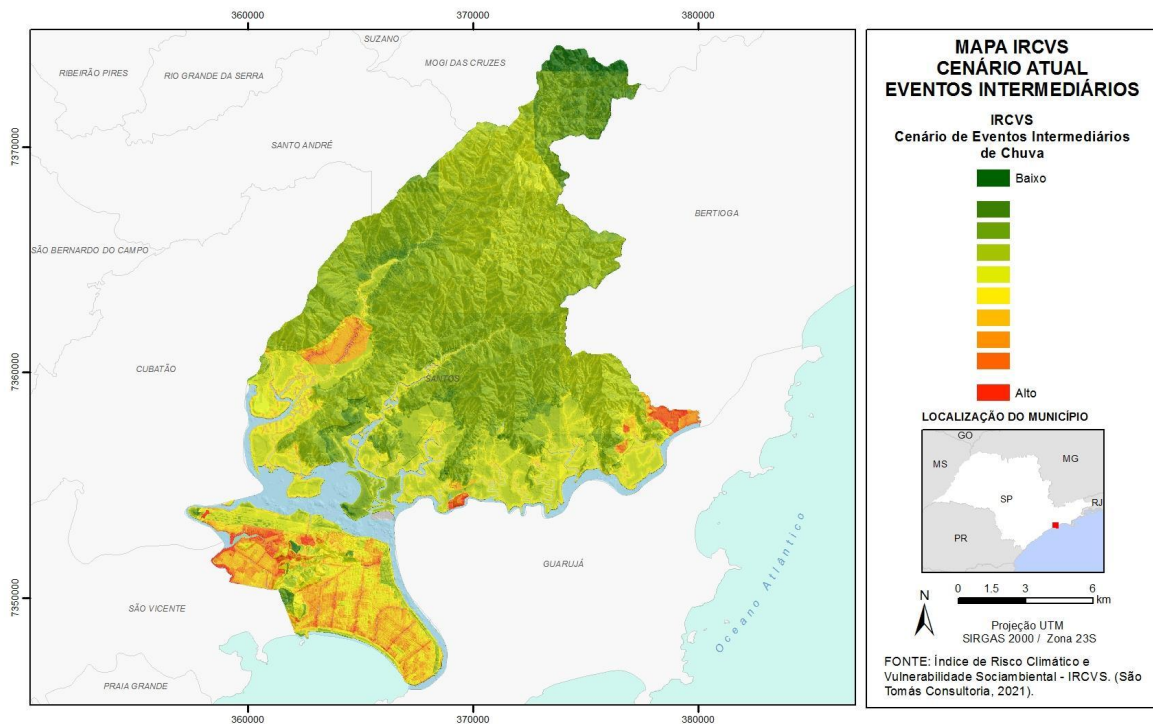 360000
370000
380000
SUZANO
MOGI DAS CRUZES
RIBEIRÃO PIRES
RIO GRANDE DA SERRA
7370000
SANTO ANDRÉ
BERTIOGA
SÃO BERNARDO DO CAMPO
CUBATÃO
7360000
SANTOS
GUARUJÁ
Oceano Atlântico
7350000
SÃO VICENTE
PRAIA GRANDE
360000
370000
380000
MAPA IRCVS
CENÁRIO ATUAL
EVENTOS INTERMEDIÁRIOS
IRCVS
Cenário de Eventos Intermediários
de Chuva
Baixo
Alto
LOCALIZAÇÃO DO MUNICÍPIO
GO
MS
MG
SP
RJ
PR
N
0 1,5 3 6
km
Projeção UTM
SIRGAS 2000 / Zona 23S
FONTE: Índice de Risco Climático e
Vulnerabilidade Sociambiental - IRCVS. (São
Tomás Consultoria, 2021).